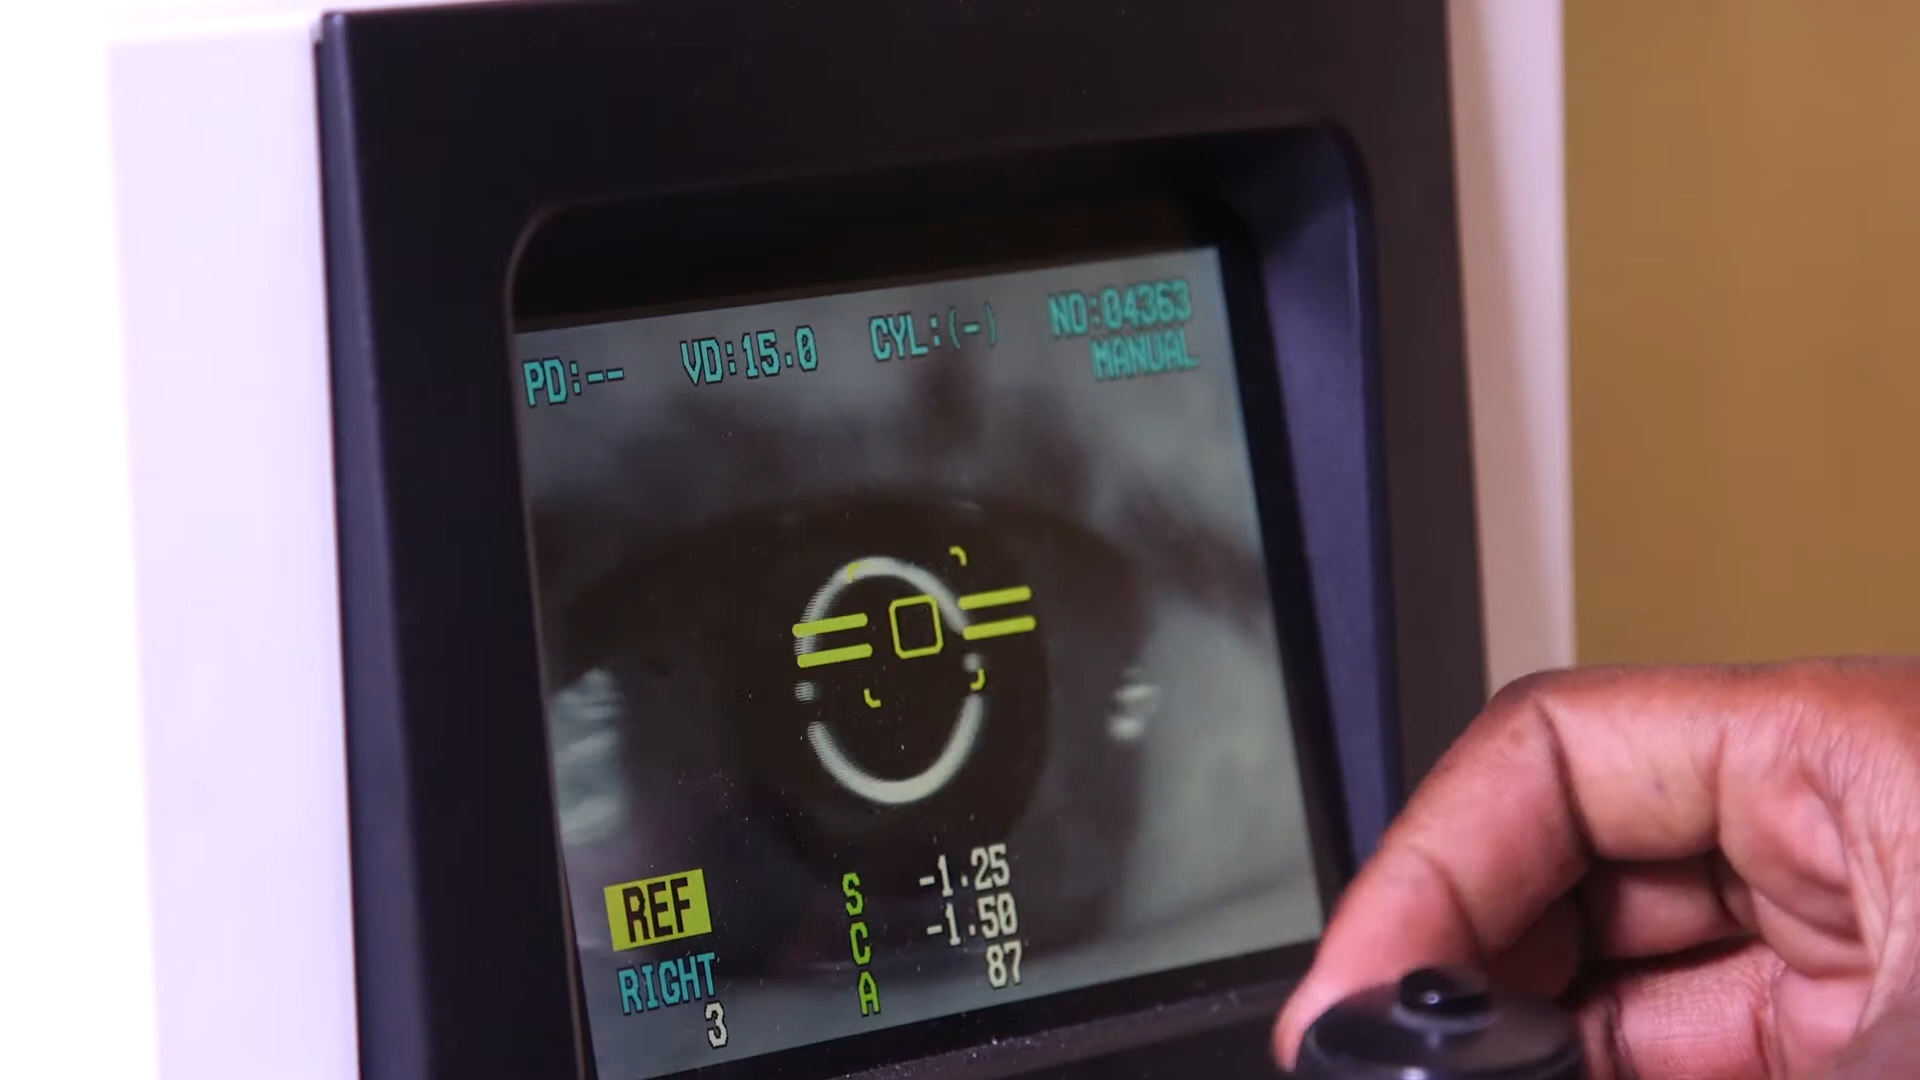 PD:-- VD:15.0 CYL:(-) NO:04363
MANUAL
REF
RIGHT
3
S -1.25
C -1.50
A 87